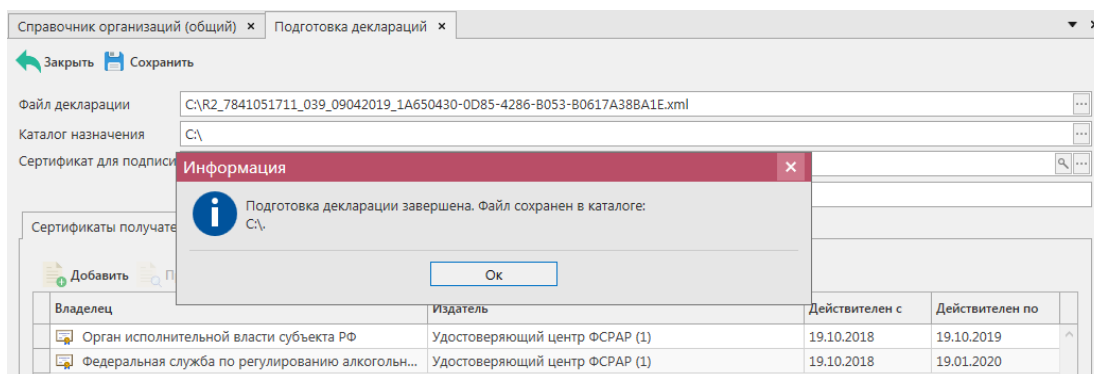 Справочник организаций (общий) × Подготовка деклараций ×
Закрыть Сохранить
Файл декларации C:\R2_7841051711_039_09042019_1A650430-0D85-4286-B053-B0617A38BA1E.xml ...
Каталог назначения C:\ ...
Сертификат для подписи ...
Информация
Подготовка декларации завершена. Файл сохранен в каталоге:
C:\.
Сертификаты получате
Добавить П
Ок
Владелец Издатель Действителен с Действителен по
Орган исполнительной власти субъекта РФ Удостоверяющий центр ФСРАР (1) 19.10.2018 19.10.2019
Федеральная служба по регулированию алкогольн... Удостоверяющий центр ФСРАР (1) 19.10.2018 19.01.2020